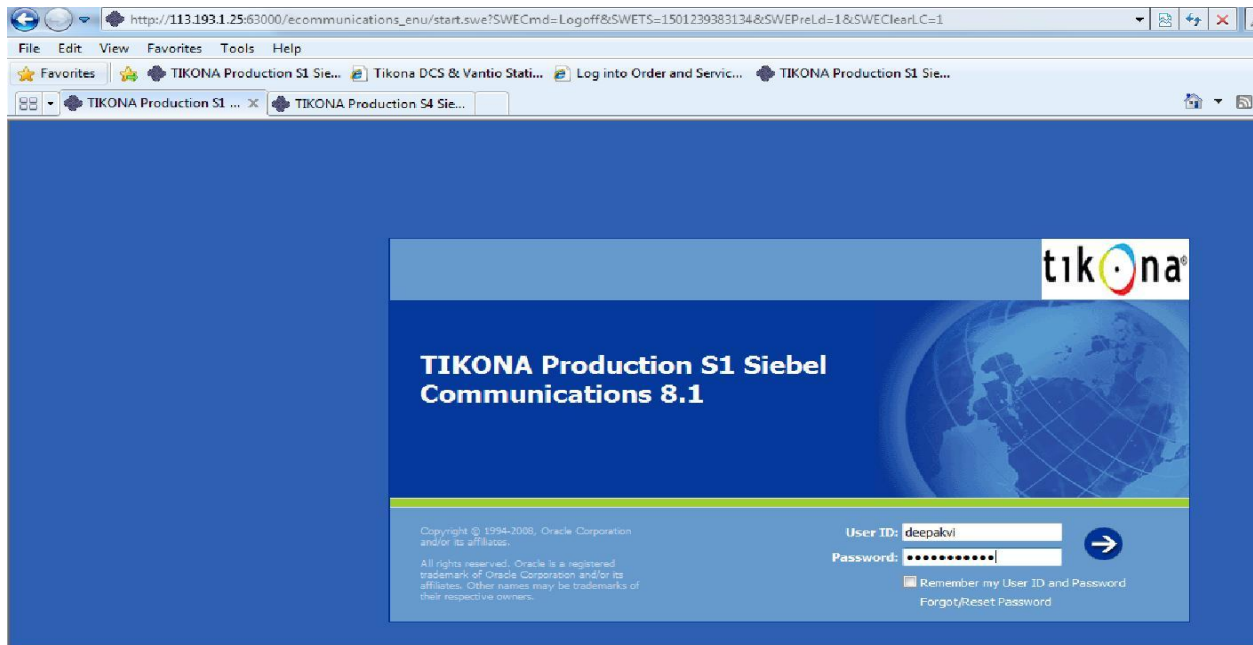 http://113.193.1.25:63000/ecommunications_enu/start.swe?SWECmd=Logoff&SWETS=1501239383134&SWEPreLd=1&SWEClearLC=1
File Edit View Favorites Tools Help
Favorites TIKONA Production S1 Sie... Tikona DCS & Vantio Stati... Log into Order and Servic... TIKONA Production S1 Sie...
TIKONA Production S1 ... X TIKONA Production S4 Sie...
tikona®
TIKONA Production S1 Siebel
Communications 8.1
Copyright © 1994-2008, Oracle Corporation
and/or its affiliates.
All rights reserved. Oracle is a registered
trademark of Oracle Corporation and/or its
affiliates. Other names may be trademarks of
their respective owners.
User ID: deepakvi
Password: •••••••••••
Remember my User ID and Password
Forgot/Reset Password